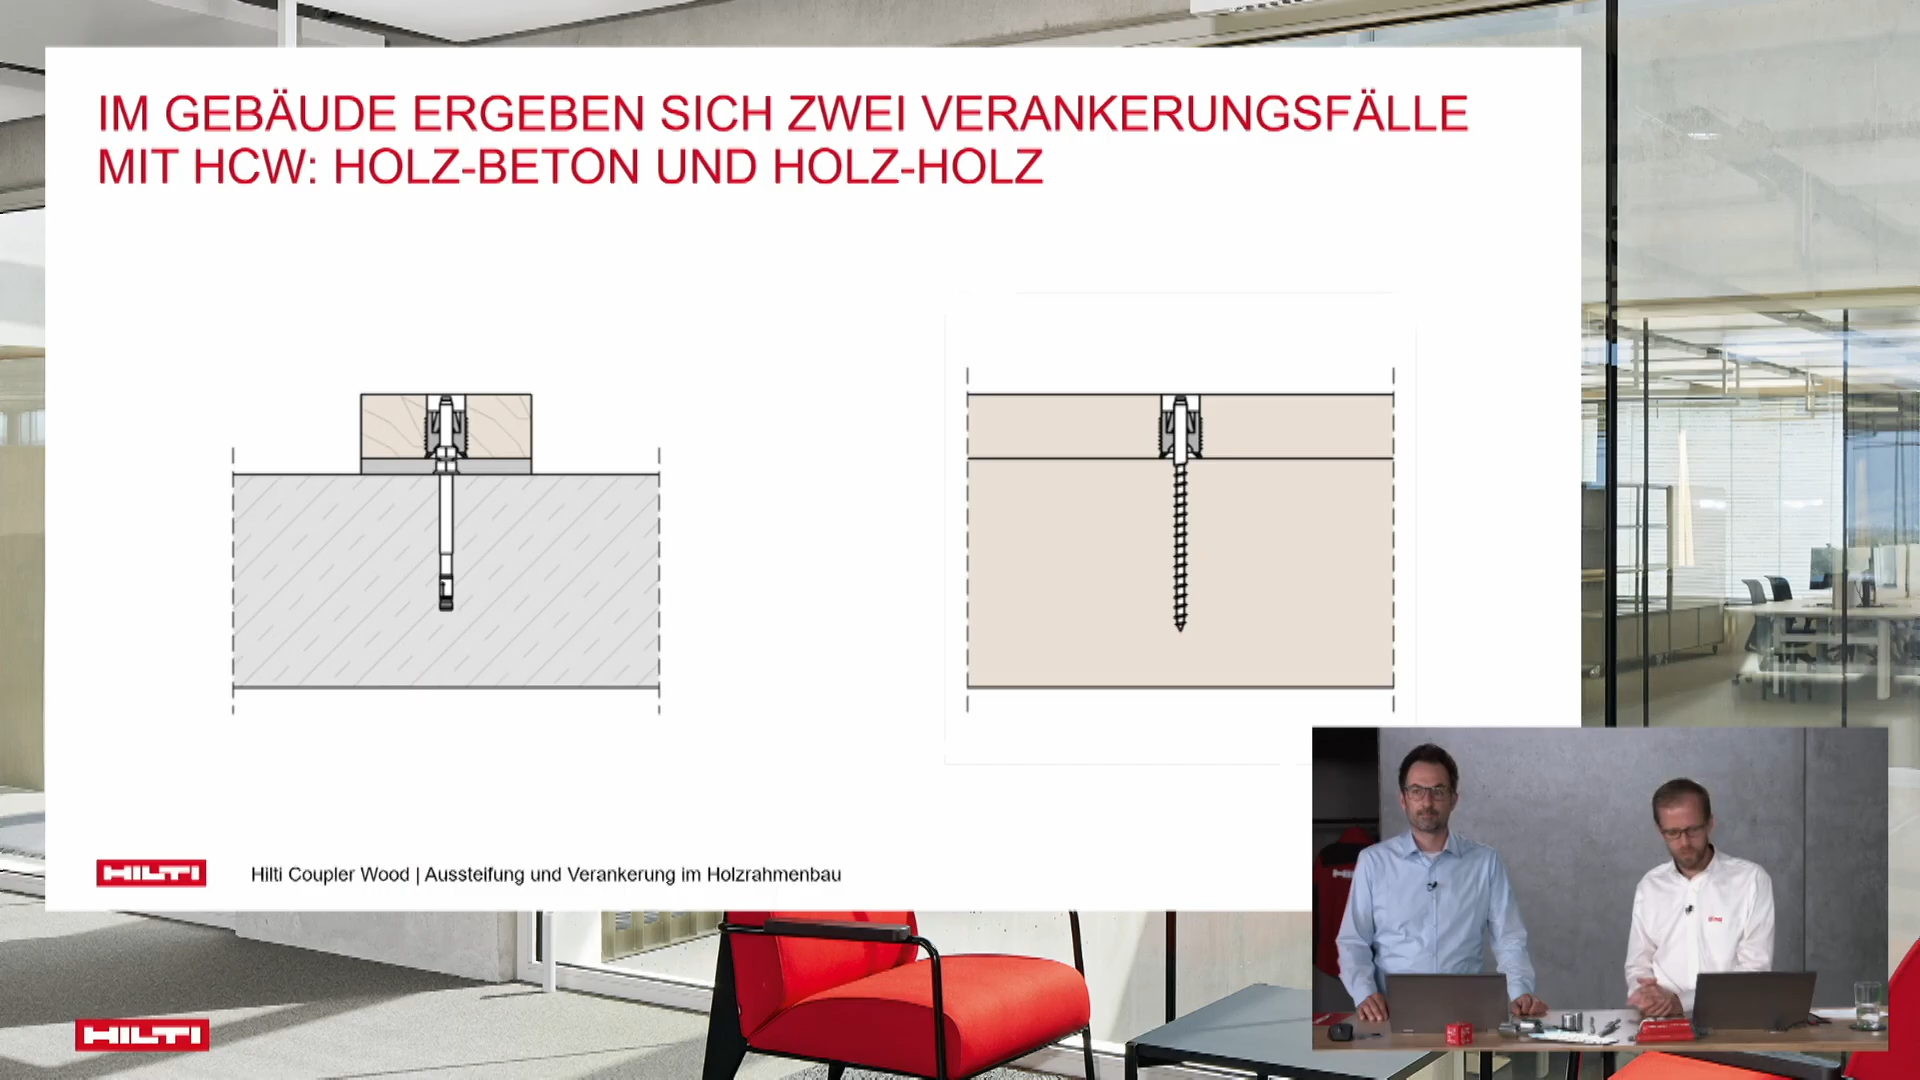 IM GEBÄUDE ERGEBEN SICH ZWEI VERANKERUNGSFÄLLE
MIT HCW: HOLZ-BETON UND HOLZ-HOLZ
HILTI
Hilti Coupler Wood | Aussteifung und Verankerung im Holzrahmenbau
HILTI